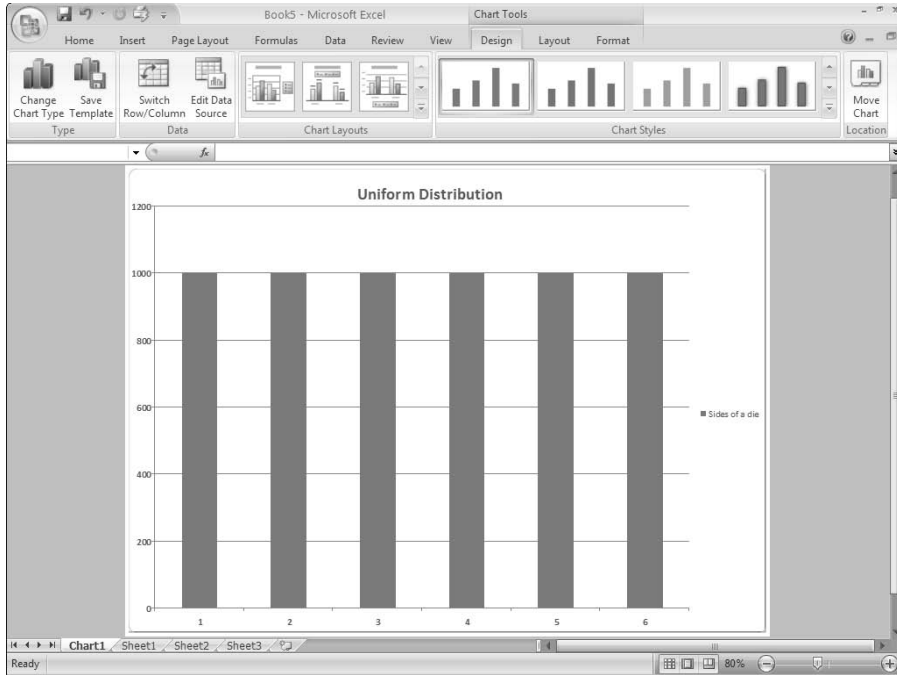 Book5 - Microsoft Excel
Chart Tools
Home Insert Page Layout Formulas Data Review View Design Layout Format
Change Chart Type
Save Template
Switch Row/Column
Edit Data Source
Move Chart
Type Data Chart Layouts Chart Styles Location
fx
Uniform Distribution
1200
1000
800
600
400
200
0
1 2 3 4 5 6
Sides of a die
Chart1 Sheet1 Sheet2 Sheet3
Ready
80%